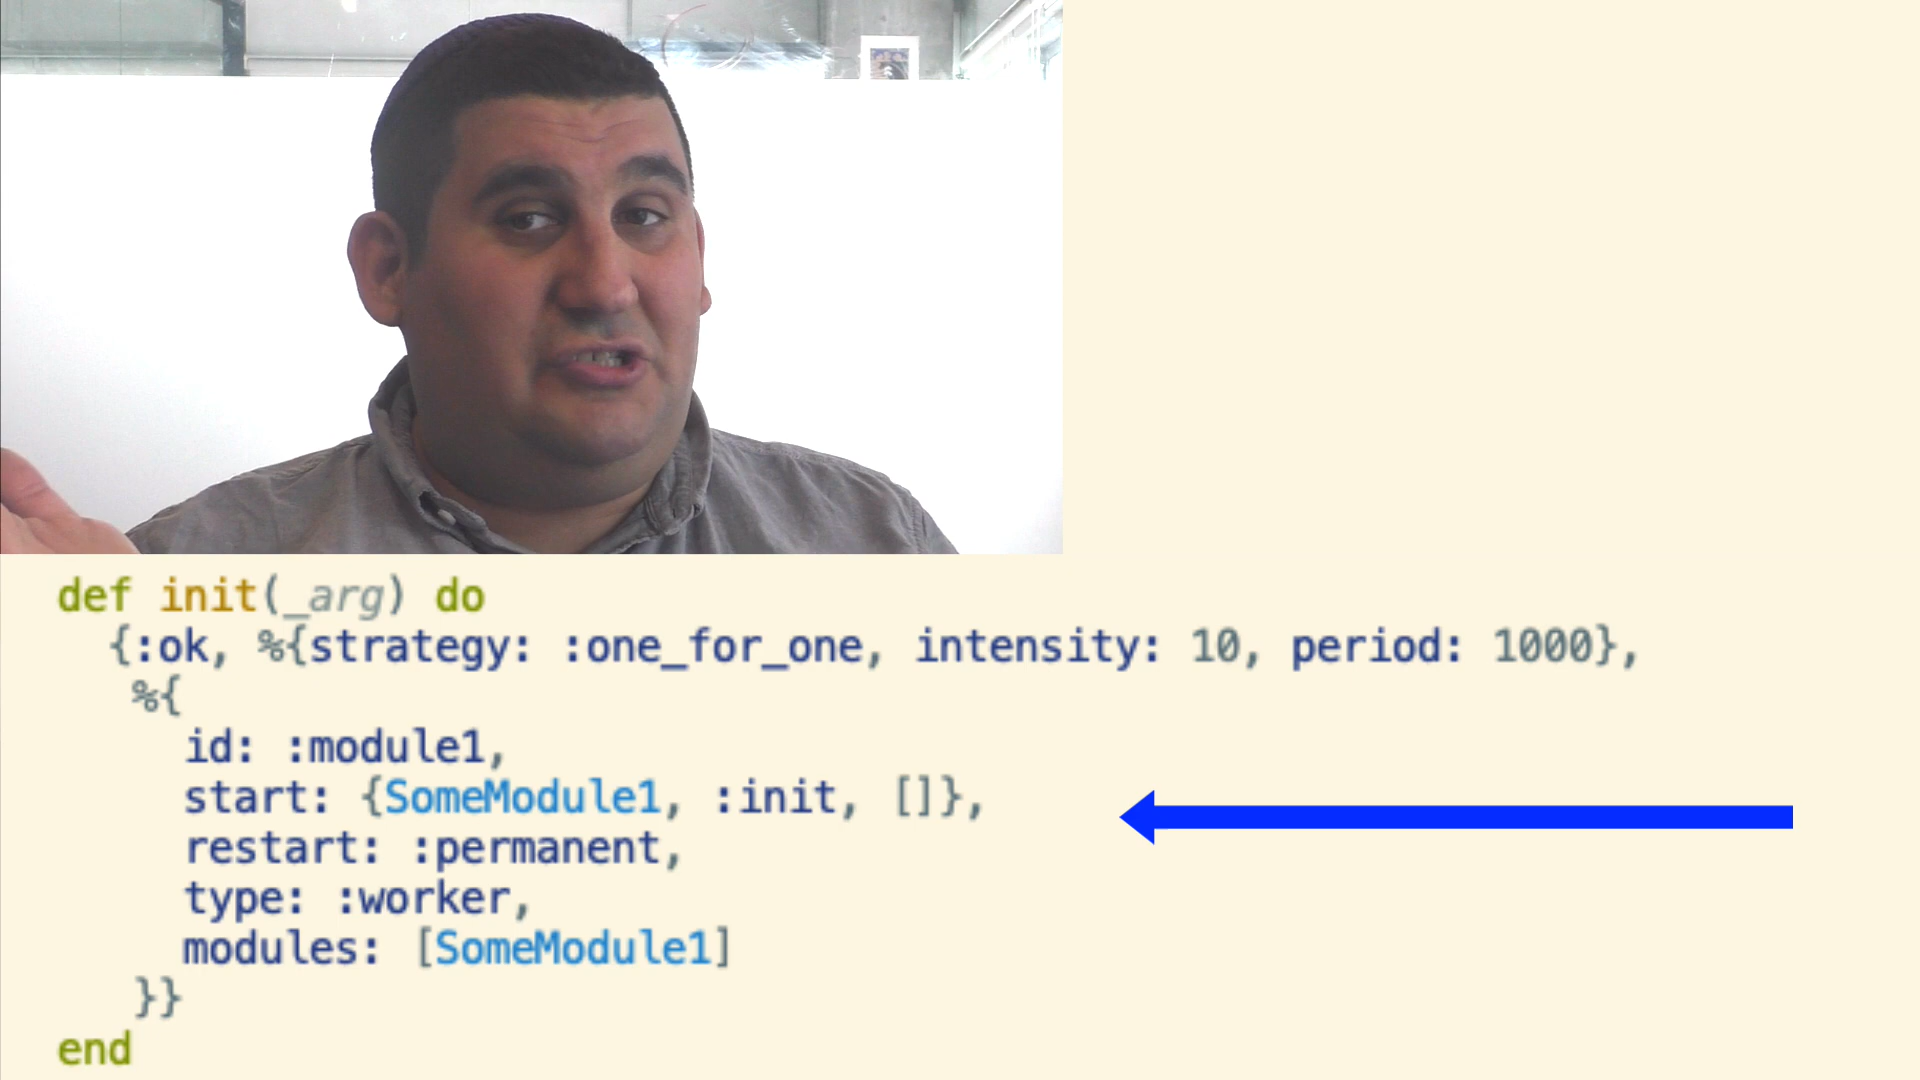 def init(_arg) do
{:ok, %{strategy: :one_for_one, intensity: 10, period: 1000},
%{
id: :module1,
start: {SomeModule1, :init, []},
restart: :permanent,
type: :worker,
modules: [SomeModule1]
}}
end